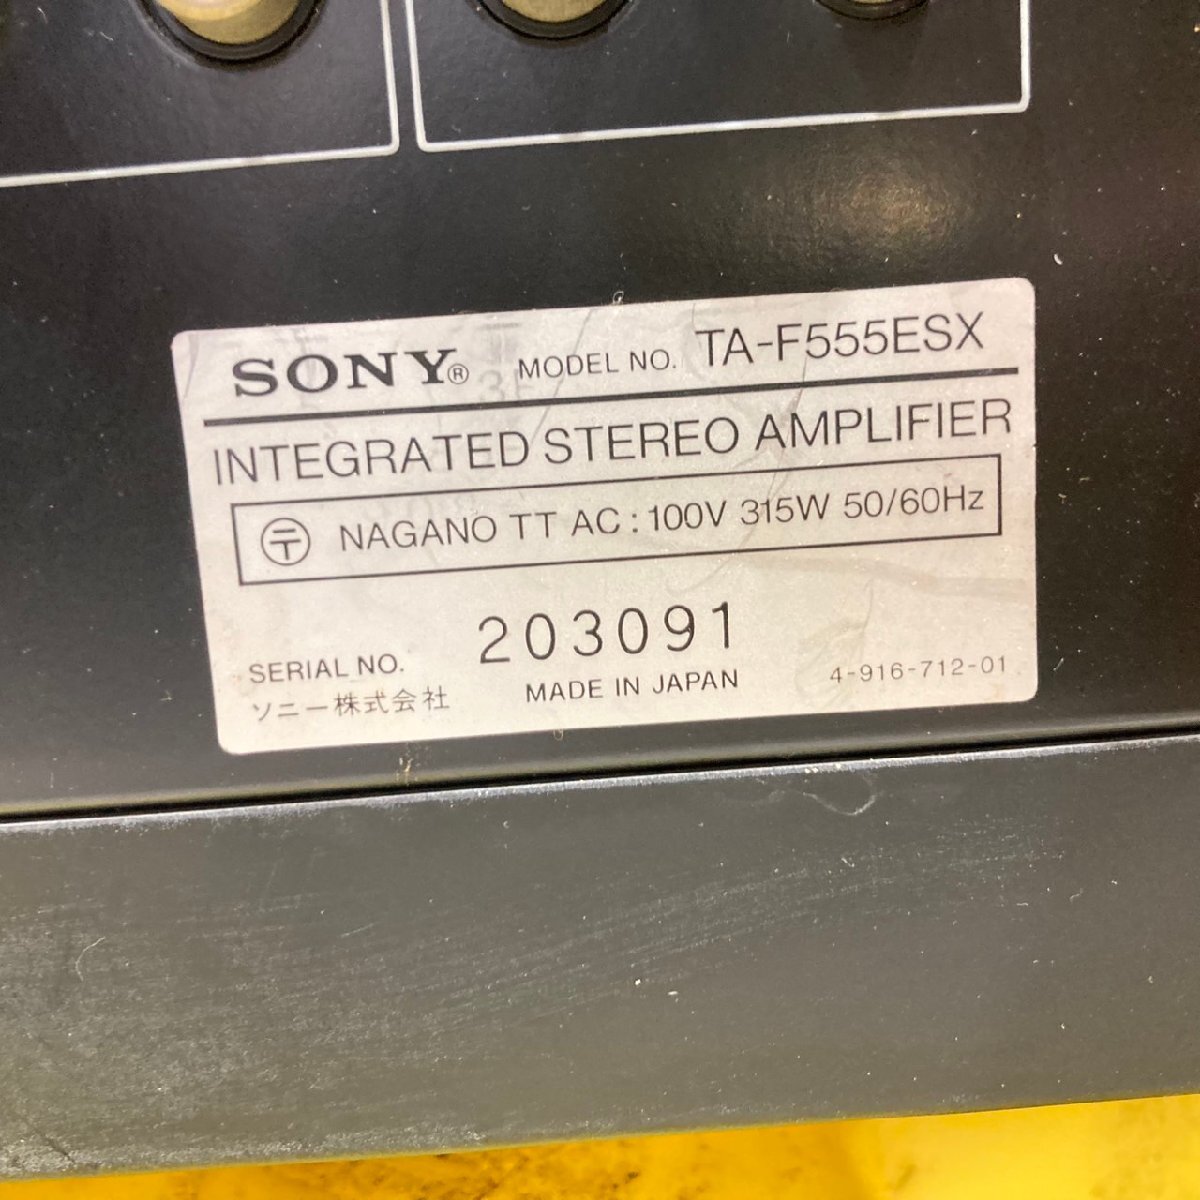 SONY® MODEL NO. TA-F555ESX
INTEGRATED STEREO AMPLIFIER
〒 NAGANO TT AC : 100V 315W 50/60Hz
SERIAL NO. 203091
ソニー株式会社 MADE IN JAPAN 4-916-712-01